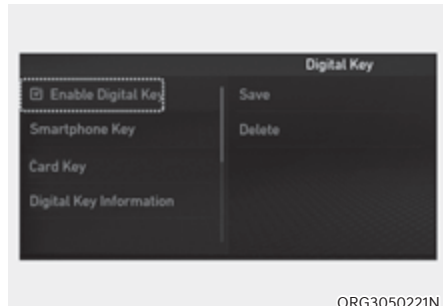 Digital Key
Enable Digital Key
Save
Smartphone Key
Delete
Card Key
Digital Key Information
ORG3050221N